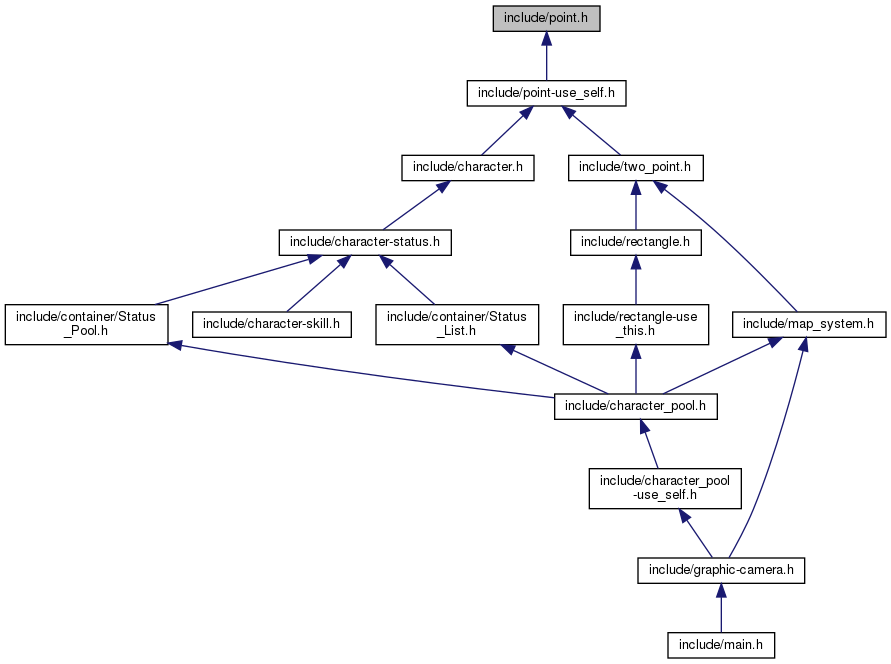 include/point.h
include/point-use_self.h
include/character.h
include/two_point.h
include/character-status.h
include/rectangle.h
include/container/Status
_Pool.h
include/character-skill.h
include/container/Status
_List.h
include/rectangle-use
_this.h
include/map_system.h
include/character_pool.h
include/character_pool
-use_self.h
include/graphic-camera.h
include/main.h